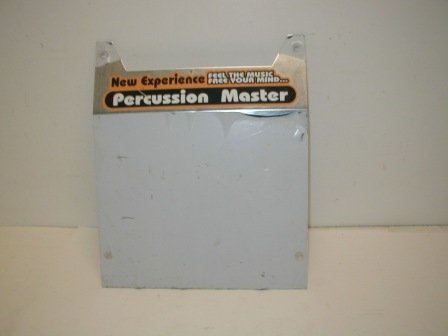 New Experience FEEL THE MUSIC
FREE YOUR MIND...
Percussion Master